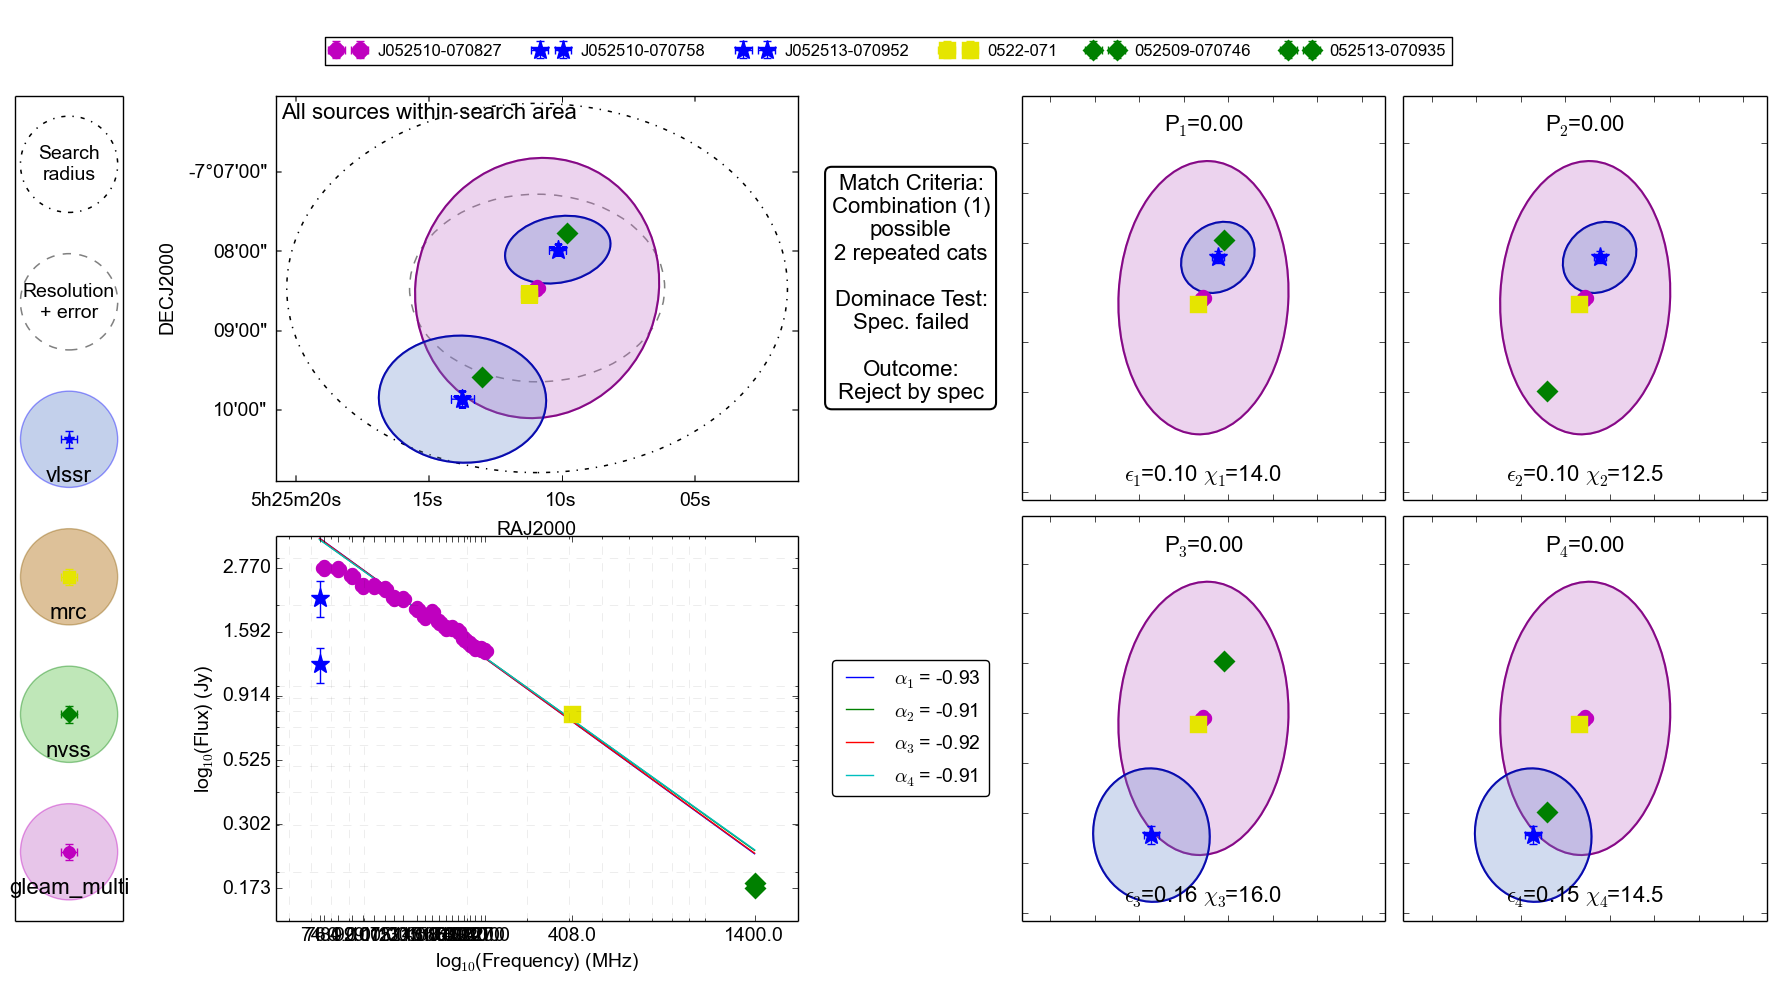 J052510-070827 J052510-070758 J052513-070952 0522-071 052509-070746 052513-070935
Search
radius
Resolution
+ error
vlssr
mrc
nvss
gleam_multi
All sources within search area
DECJ2000
-7°07'00"
08'00"
09'00"
10'00"
5h25m20s 15s 10s 05s
RAJ2000
Match Criteria:
Combination (1)
possible
2 repeated cats
Dominace Test:
Spec. failed
Outcome:
Reject by spec
P1=0.00
ϵ1=0.10 χ1=14.0
P2=0.00
ϵ2=0.10 χ2=12.5
log10(Flux) (Jy)
2.770
1.592
0.914
0.525
0.302
0.173
408.0 1400.0
log10(Frequency) (MHz)
α1 = -0.93
α2 = -0.91
α3 = -0.92
α4 = -0.91
P3=0.00
ϵ3=0.16 χ3=16.0
P4=0.00
ϵ4=0.15 χ4=14.5